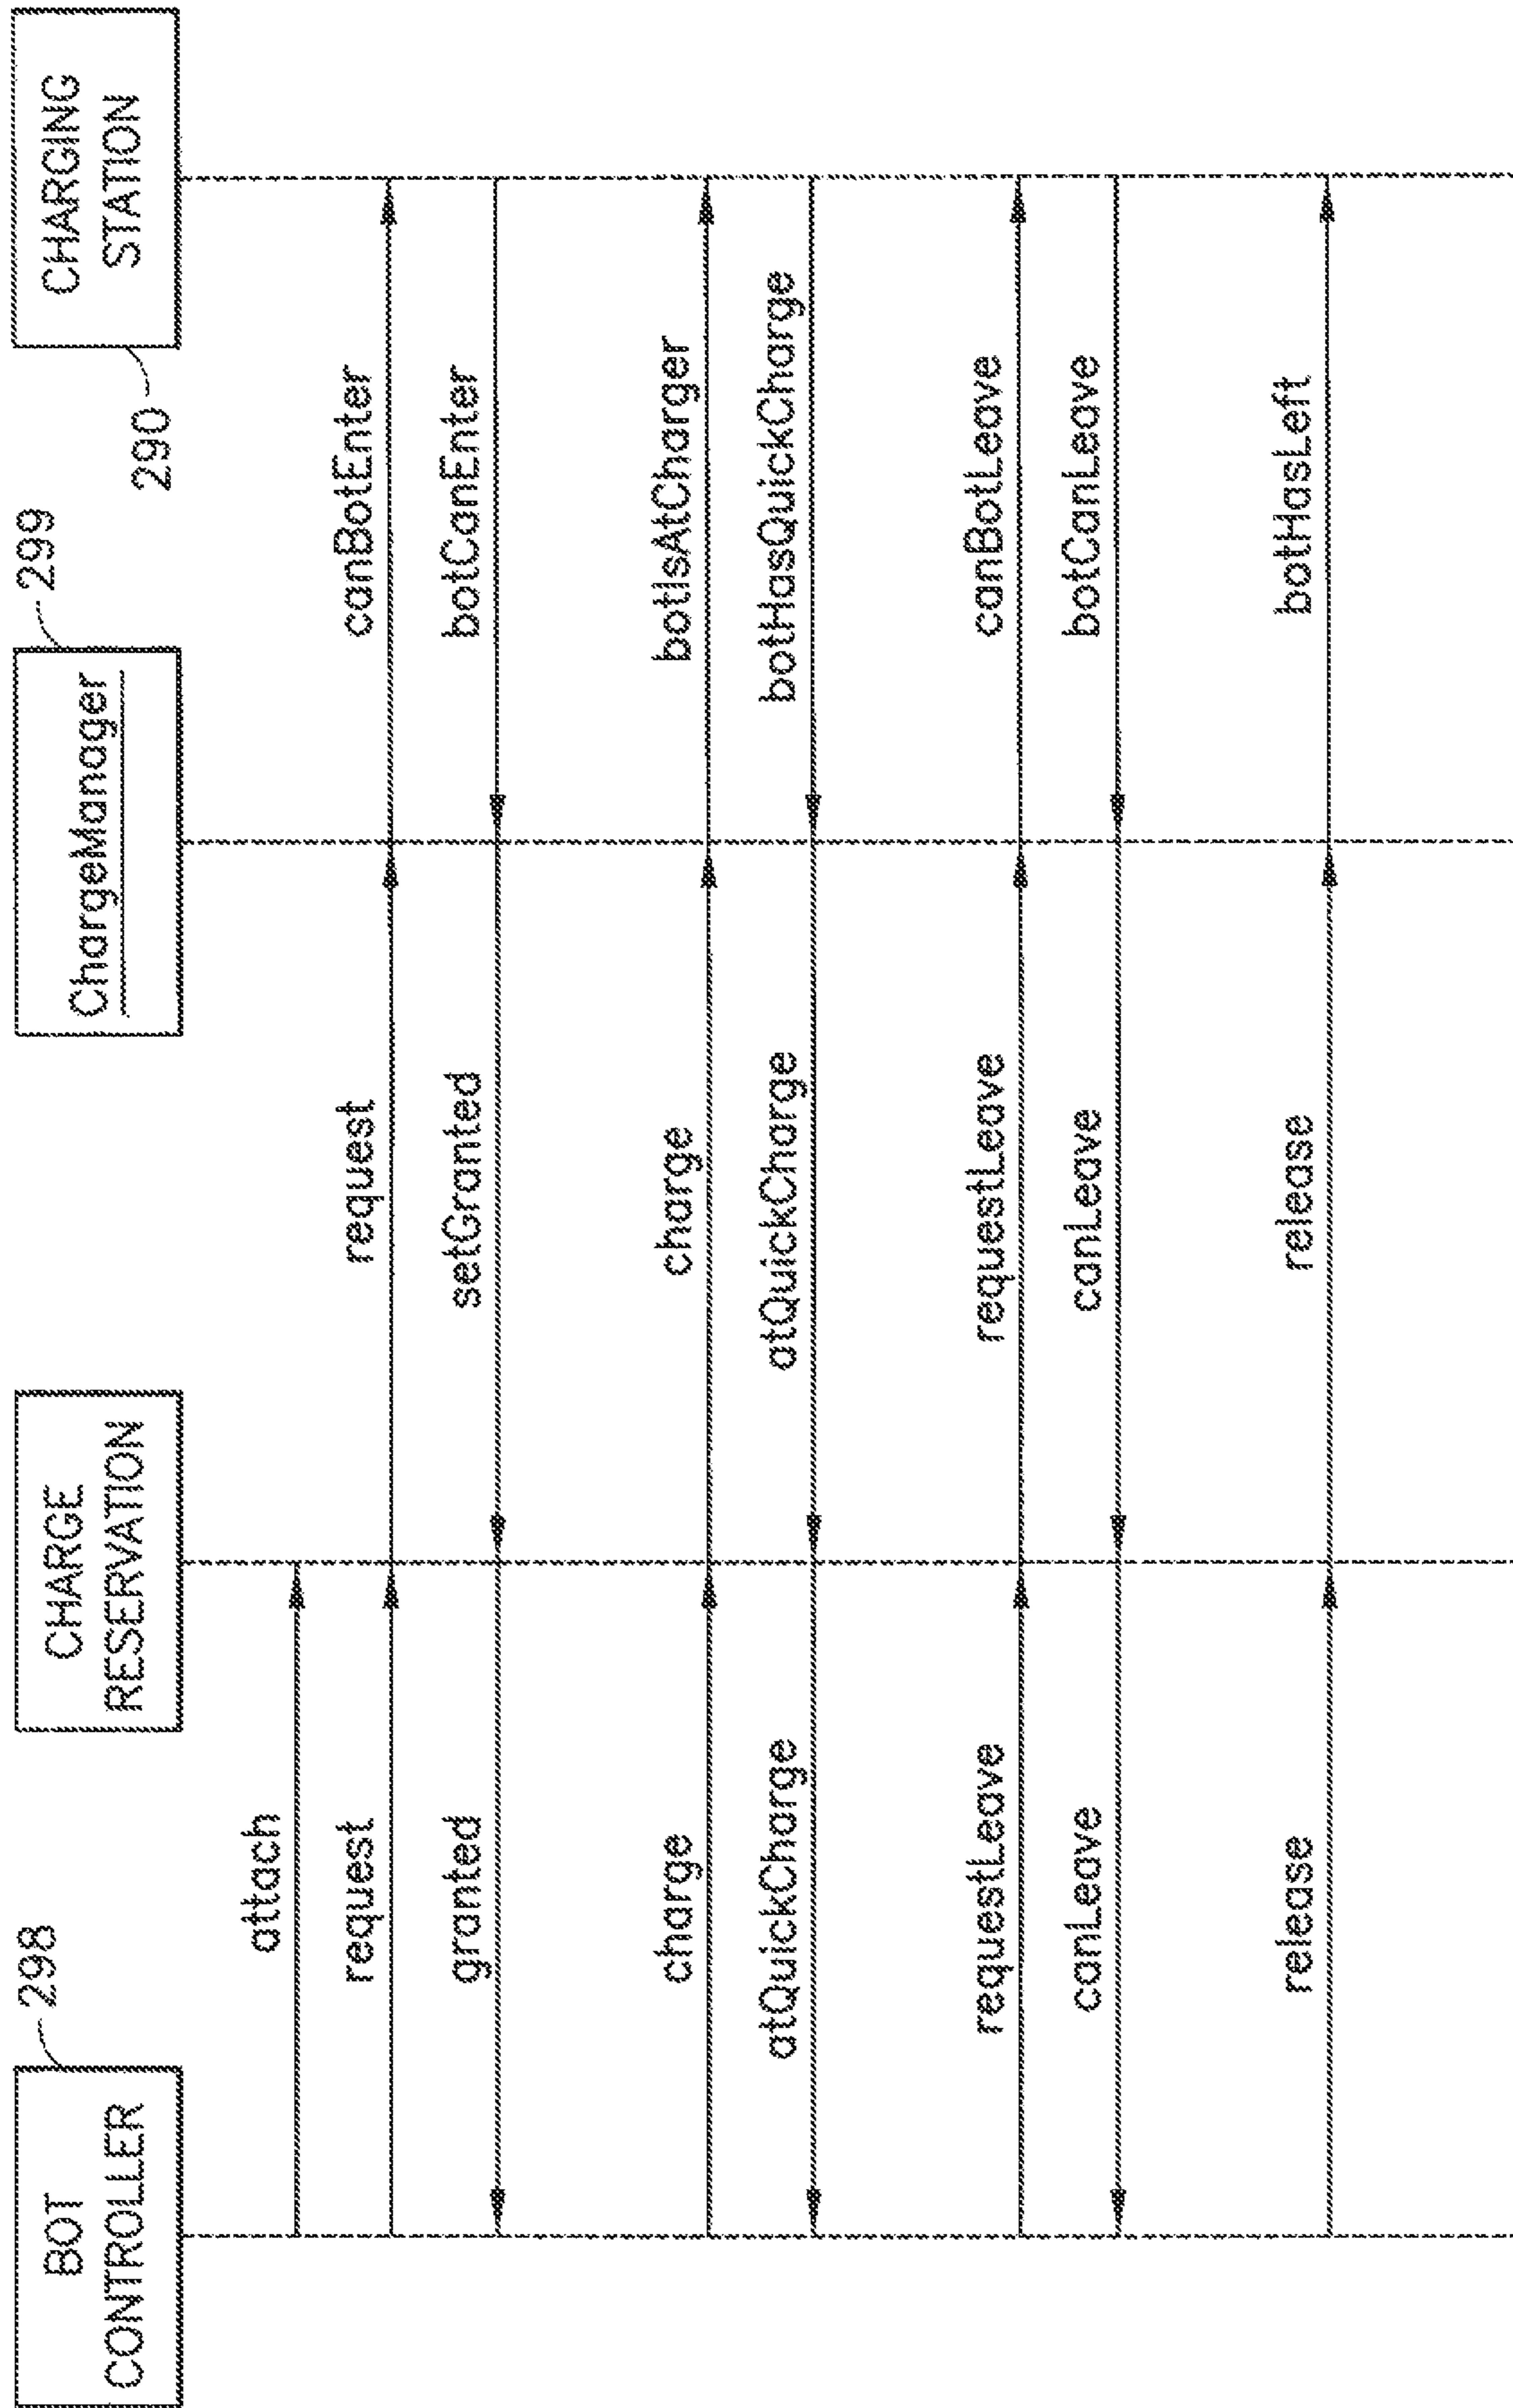 BOT
CONTROLLER
298
CHARGE
RESERVATION
ChargeManager
299
CHARGING
STATION
290
attach
request
request
canBotEnter
granted
setGranted
botCanEnter
charge
charge
botIsAtCharger
atQuickCharge
atQuickCharge
botHasQuickCharge
requestLeave
requestLeave
canBotLeave
canLeave
canLeave
botCanLeave
release
release
botHasLeft